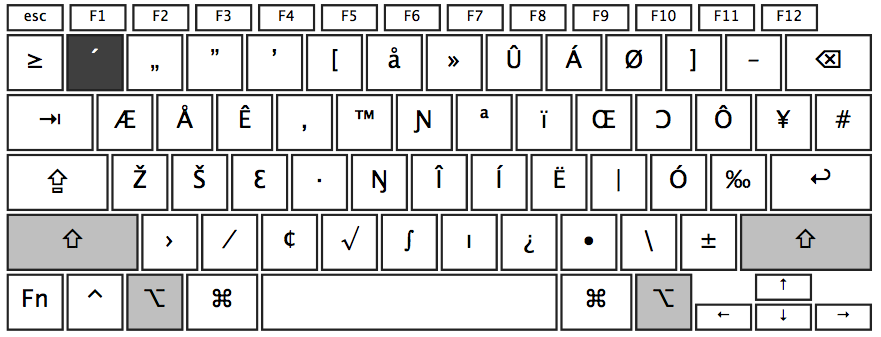 esc F1 F2 F3 F4 F5 F6 F7 F8 F9 F10 F11 F12
≥ ´ „ ” ’ [ å » Û Á Ø ] – ⌫
⇥ Æ Å Ê ‚ ™ Ɲ ª ï Œ Ɔ Ô ¥ #
⇪ Ž Š Ɛ · Ŋ Î Í Ë | Ó ‰ ↩
⇧ › ⁄ ¢ √ ∫ ı ¿ • \ ± ⇧
Fn ^ ⌥ ⌘ ⌘ ⌥ ← ↑ ↓ →